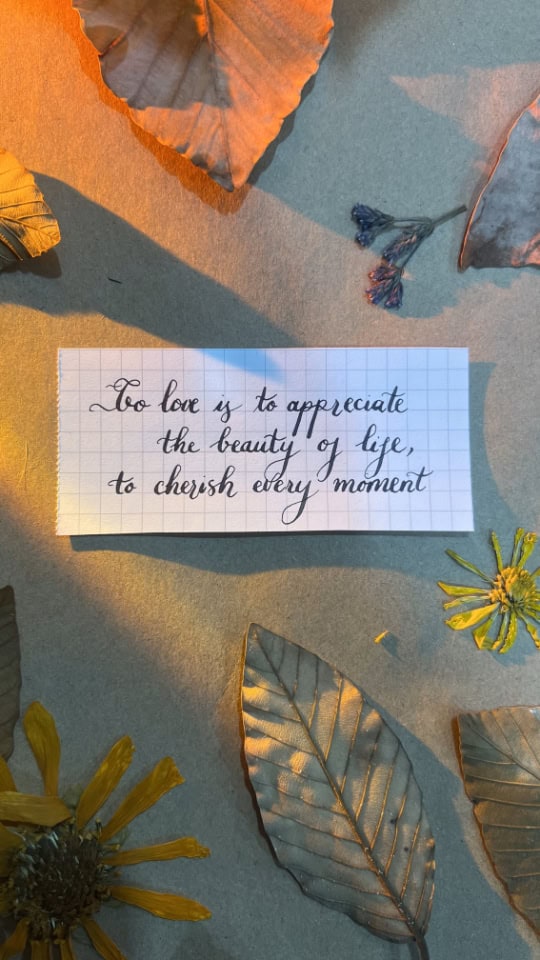 To love is to appreciate
the beauty of life,
to cherish every moment